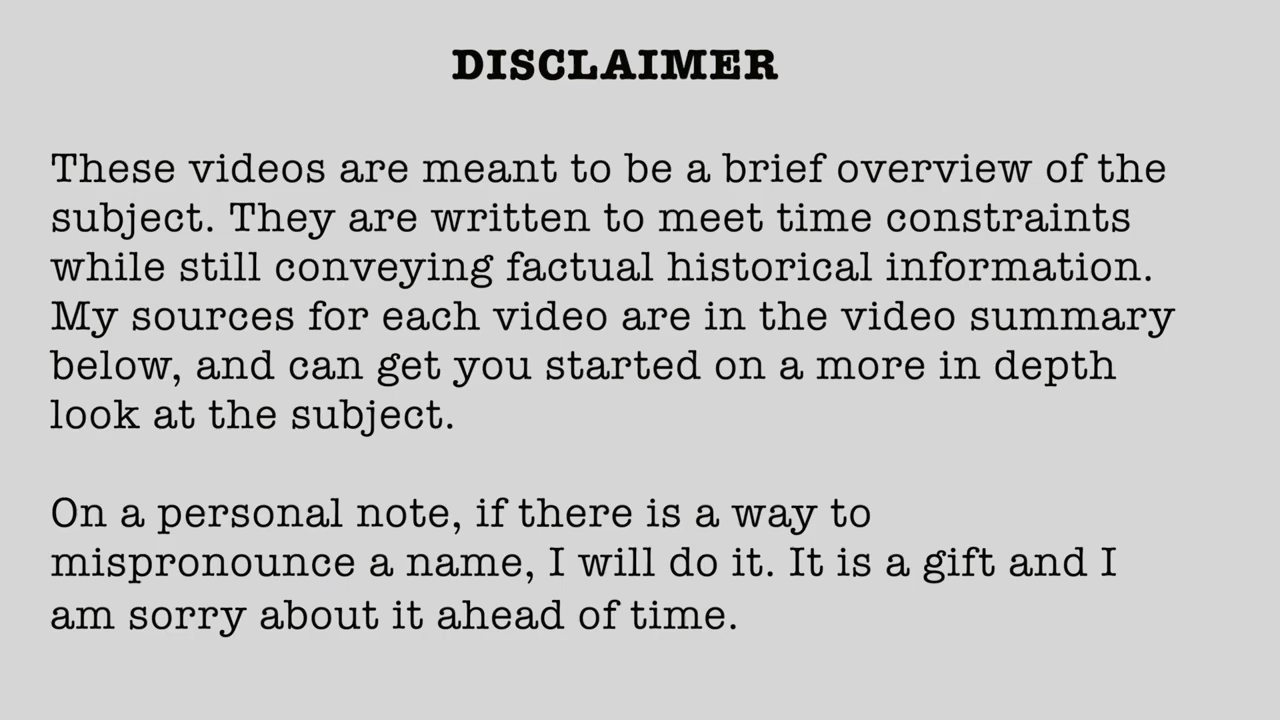 DISCLAIMER
These videos are meant to be a brief overview of the
subject. They are written to meet time constraints
while still conveying factual historical information.
My sources for each video are in the video summary
below, and can get you started on a more in depth
look at the subject.
On a personal note, if there is a way to
mispronounce a name, I will do it. It is a gift and I
am sorry about it ahead of time.